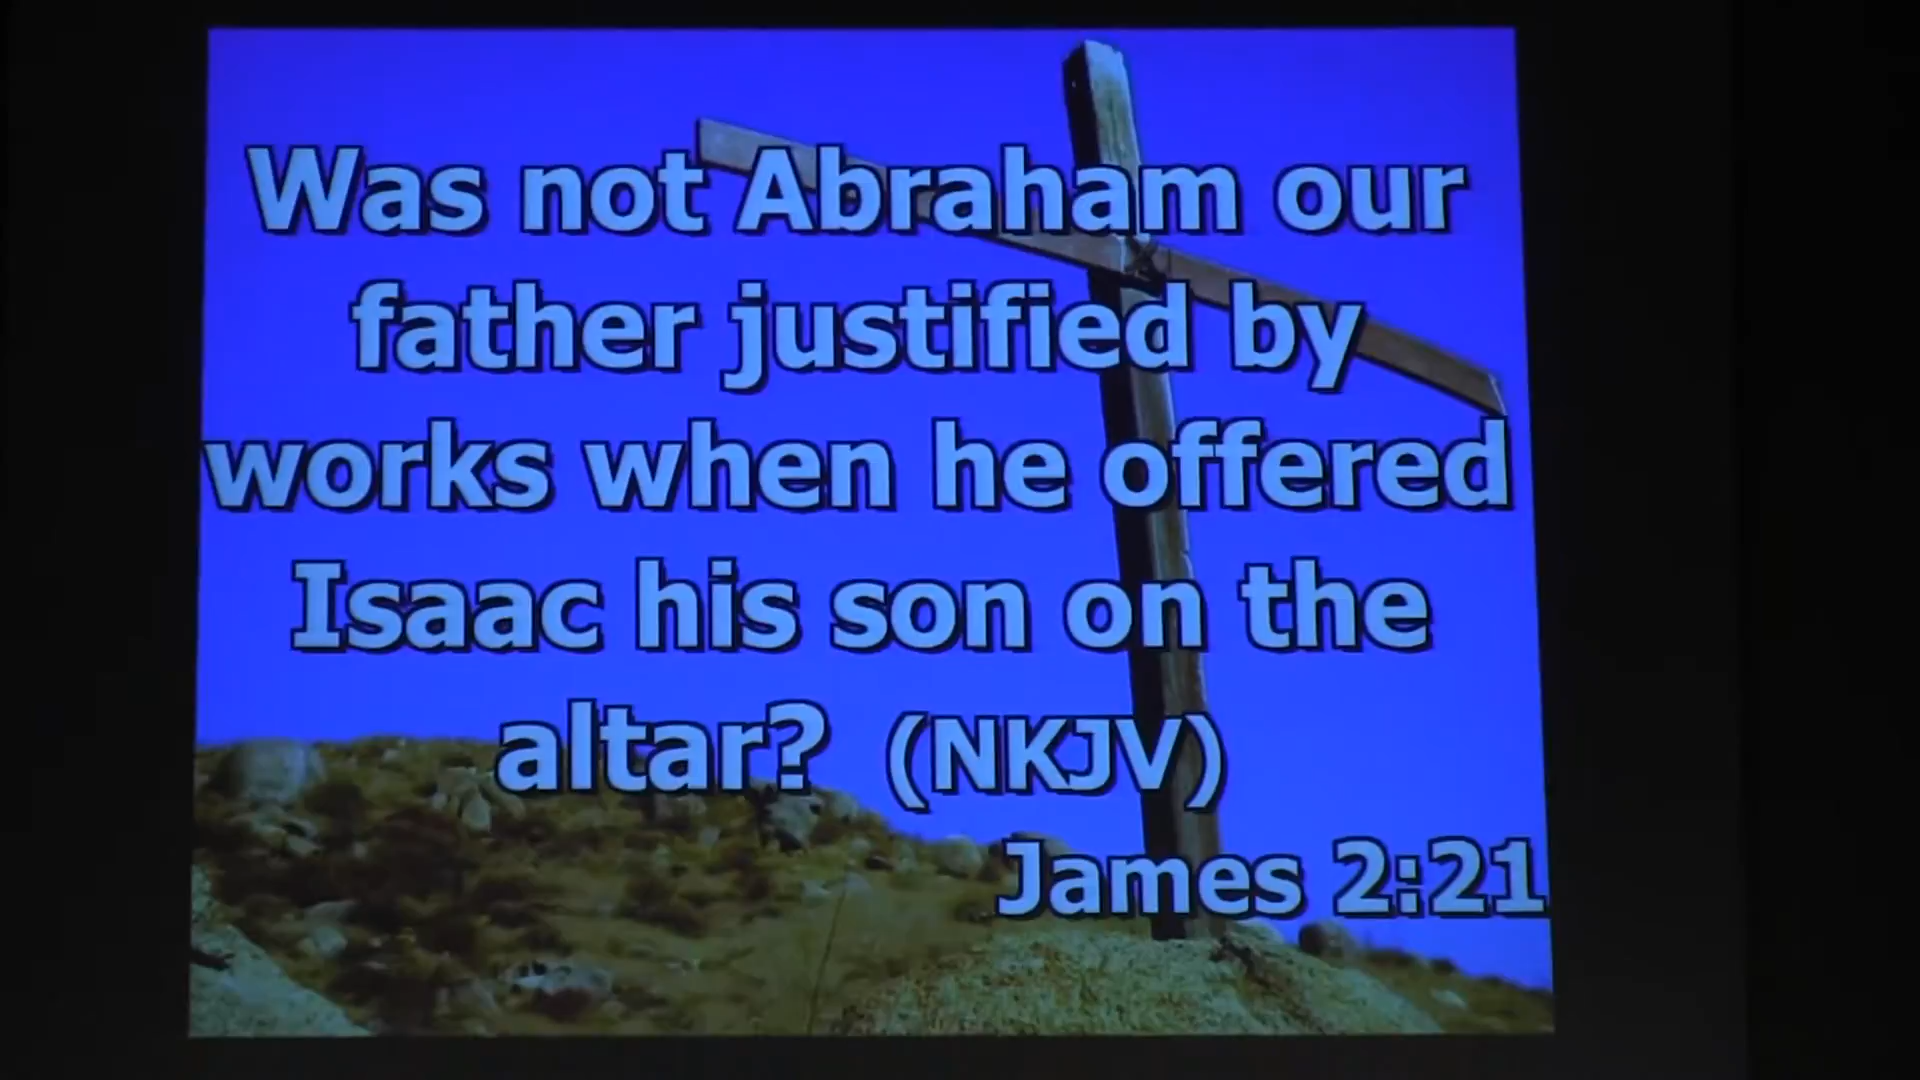 Was not Abraham our
father justified by
works when he offered
Isaac his son on the
altar? (NKJV)
James 2:21